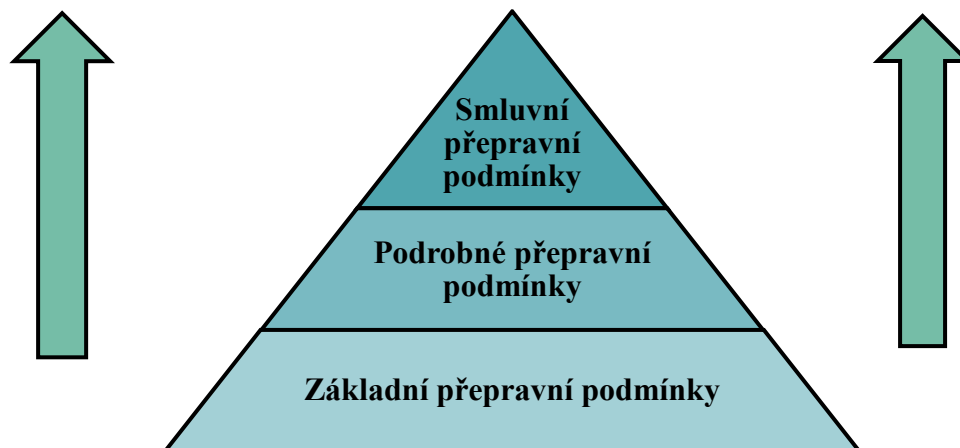 Smluvní
přepravní
podmínky
Podrobné přepravní
podmínky
Základní přepravní podmínky